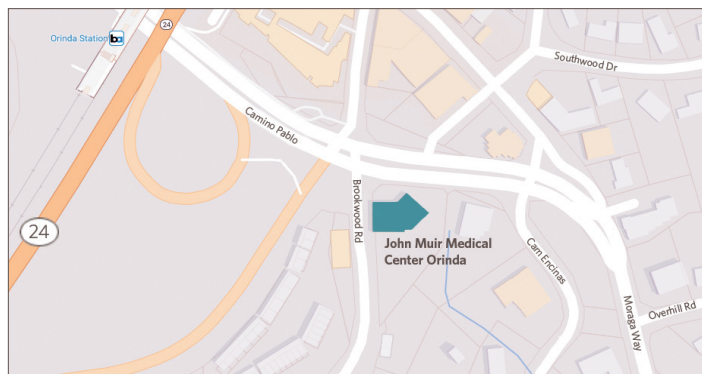 24
Orinda Station
ba
Southwood Dr
Camino Pablo
Brookwood Rd
24
John Muir Medical
Center Orinda
Cam Encinas
Moraga Way
Overhill Rd